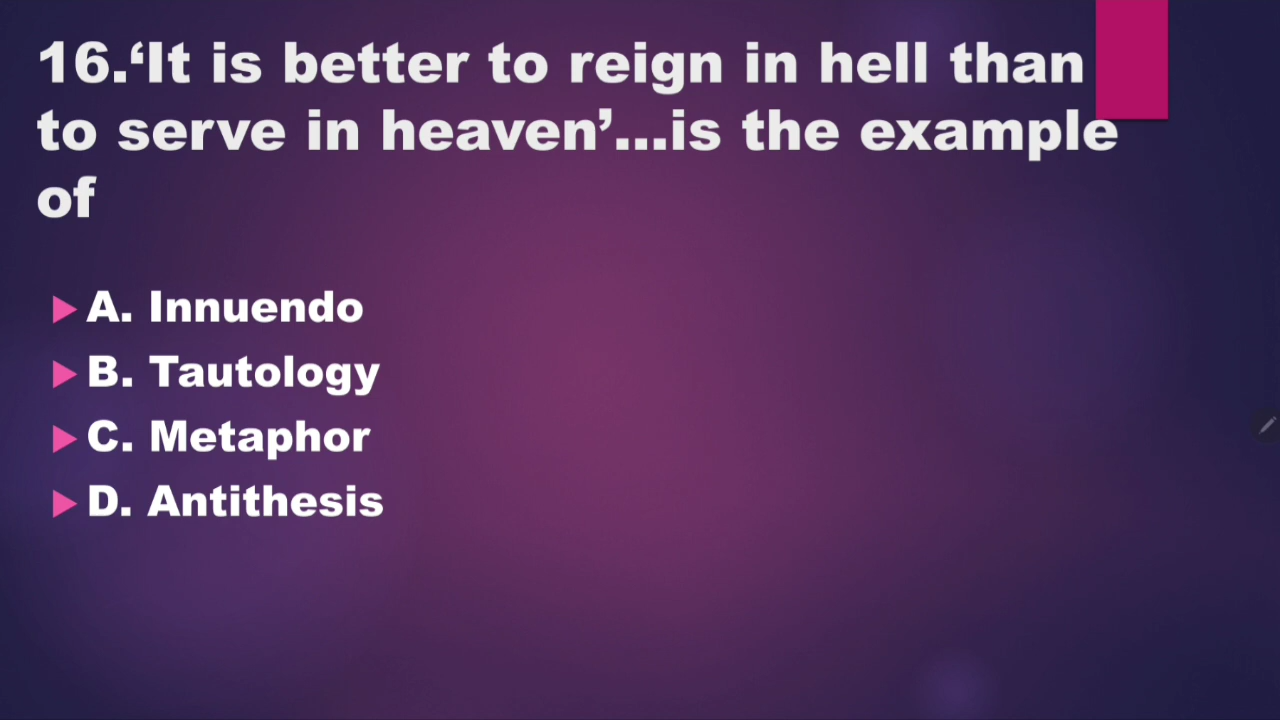 16.‘It is better to reign in hell than
to serve in heaven’...is the example
of
A. Innuendo
B. Tautology
C. Metaphor
D. Antithesis